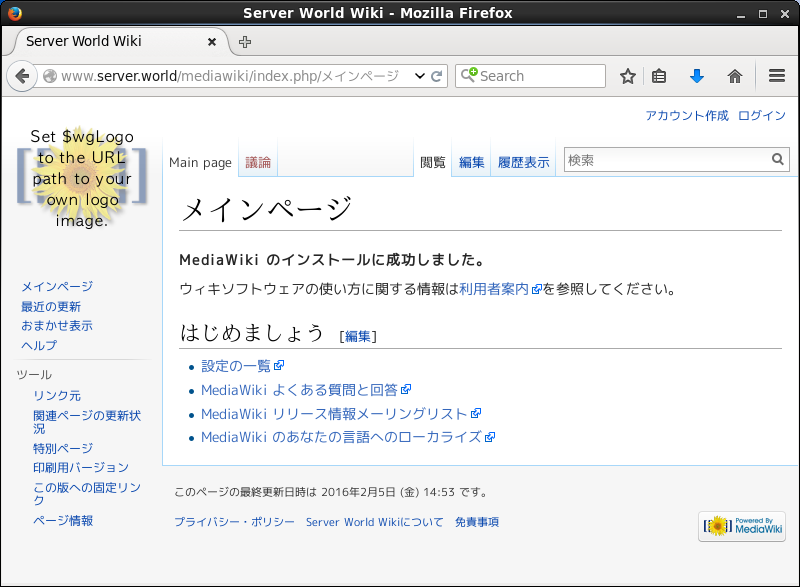 Server World Wiki - Mozilla Firefox
Server World Wiki
www.server.world/mediawiki/index.php/メインページ
Search
アカウント作成 ログイン
Set $wgLogo
to the URL
path to your
own logo
image.
Main page 議論 閲覧 編集 履歴表示 検索
メインページ
MediaWiki のインストールに成功しました。
ウィキソフトウェアの使い方に関する情報は利用者案内を参照してください。
はじめましょう [編集]
設定の一覧
MediaWiki よくある質問と回答
MediaWiki リリース情報メーリングリスト
MediaWiki のあなたの言語へのローカライズ
メインページ
最近の更新
おまかせ表示
ヘルプ
ツール
リンク元
関連ページの更新状
況
特別ページ
印刷用バージョン
この版への固定リン
ク
ページ情報
このページの最終更新日時は 2016年2月5日 (金) 14:53 です。
プライバシー・ポリシー Server World Wikiについて 免責事項
Powered By
MediaWiki